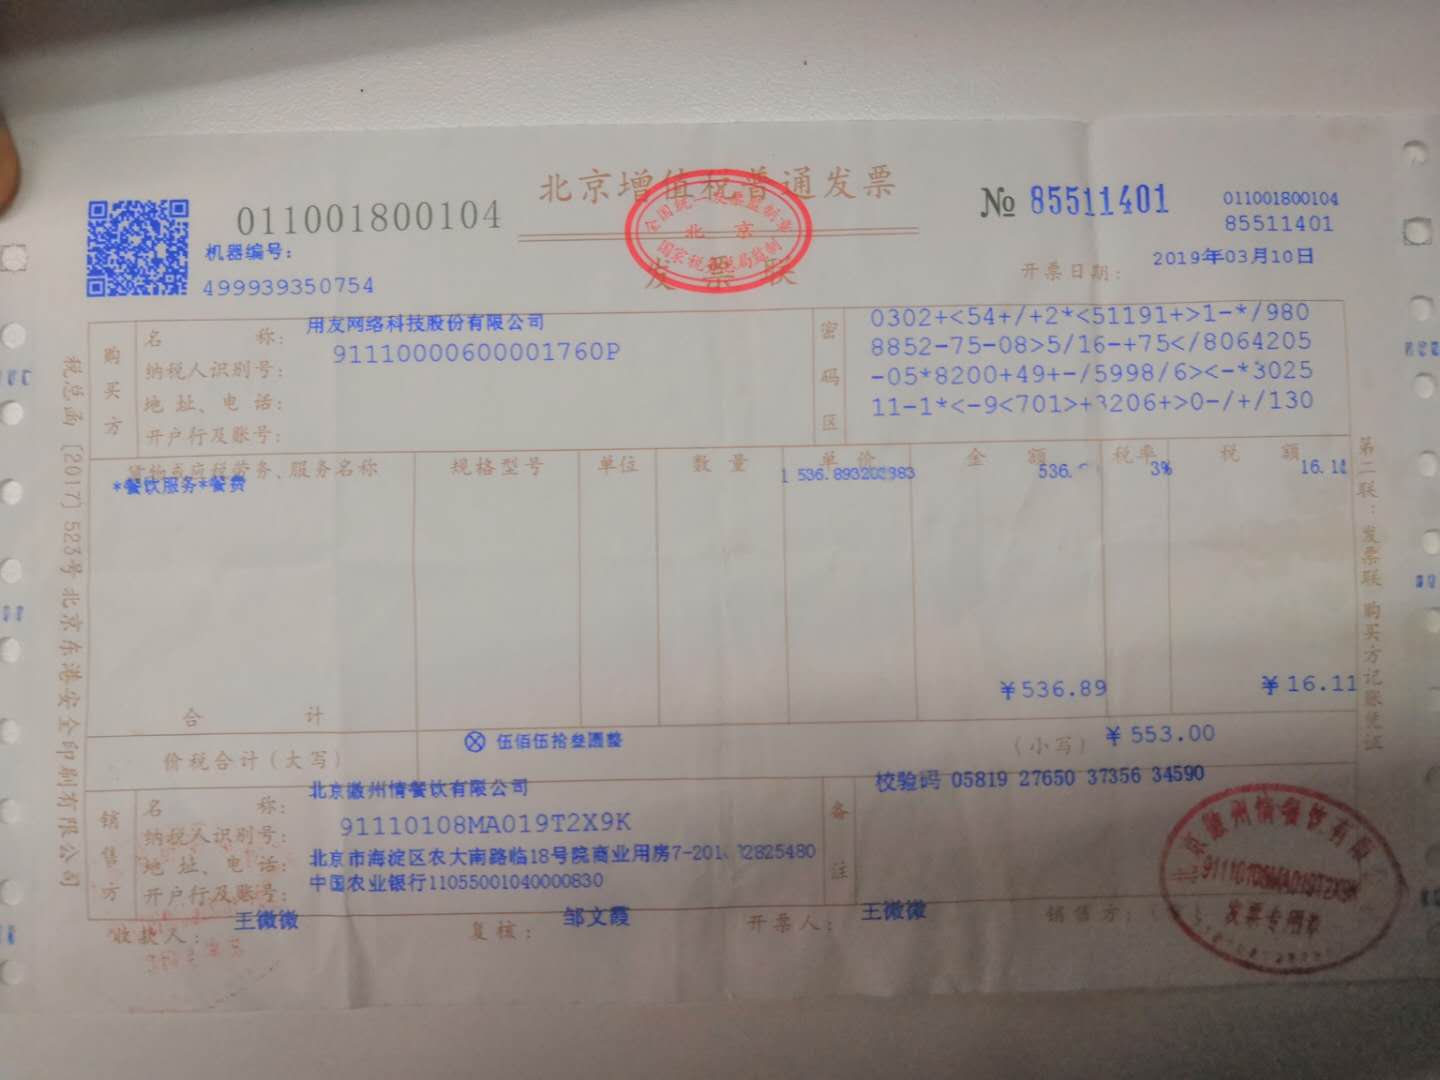 北京增值税普通发票
发票联
全国统一发票监制章
北京
国家税务总局监制
011001800104
№ 85511401
011001800104
85511401
机器编号:
499939350754
开票日期: 2019年03月10日
购买方
名称: 用友网络科技股份有限公司
纳税人识别号: 91110000600001760P
地址、电话:
开户行及账号:
密码区
0302+<54+/+2*<51191+>1-*/980
8852-75-08>5/16-+75</8064205
-05*8200+49+-/5998/6><-*3025
11-1*<-9<701>+3206+>0-/+/130
货物或应税劳务、服务名称 规格型号 单位 数量 单价 金额 税率 税额
*餐饮服务*餐费 1 536.893203883 536. 3% 16.11
合计 ¥536.89 ¥16.11
价税合计(大写) ⊗ 伍佰伍拾叁圆整 (小写) ¥553.00
销售方
名称: 北京徽州情餐饮有限公司
纳税人识别号: 91110108MA019T2X9K
地址、电话: 北京市海淀区农大南路临18号院商业用房7-201 2825480
开户行及账号: 中国农业银行11055001040000830
备注
校验码 05819 27650 37356 34590
收款人: 王微微 复核: 邹文霞 开票人: 王微微 销售方:(章)
北京徽州情餐饮有限
91110108MA019T2X9K
发票专用章
税总函〔2017〕523号北京东港安全印刷有限公司
第二联:发票联 购买方记账凭证